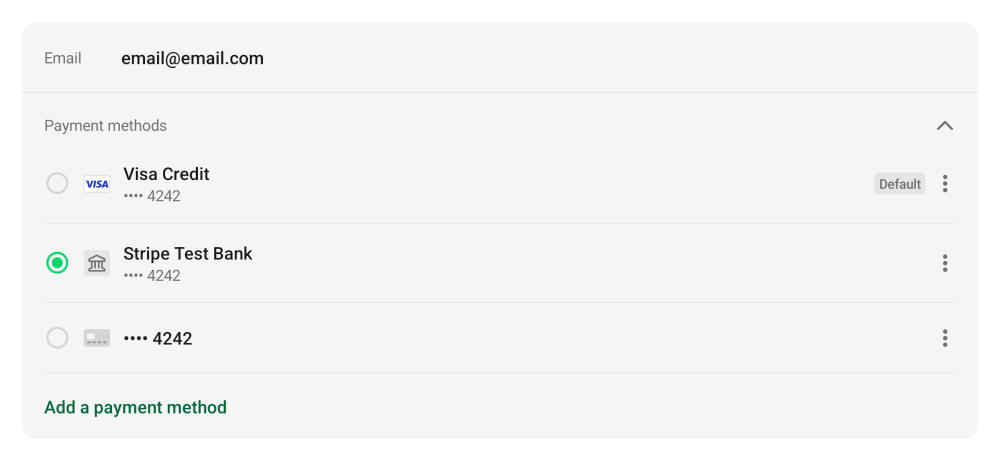 Email email@email.com
Payment methods
VISA Visa Credit
•••• 4242
Default
Stripe Test Bank
•••• 4242
•••• 4242
Add a payment method